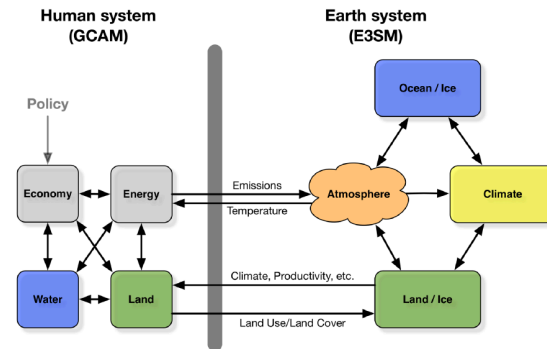 Human system
(GCAM)
Earth system
(E3SM)
Policy
Ocean / Ice
Economy
Energy
Emissions
Temperature
Atmosphere
Climate
Water
Land
Climate, Productivity, etc.
Land Use/Land Cover
Land / Ice